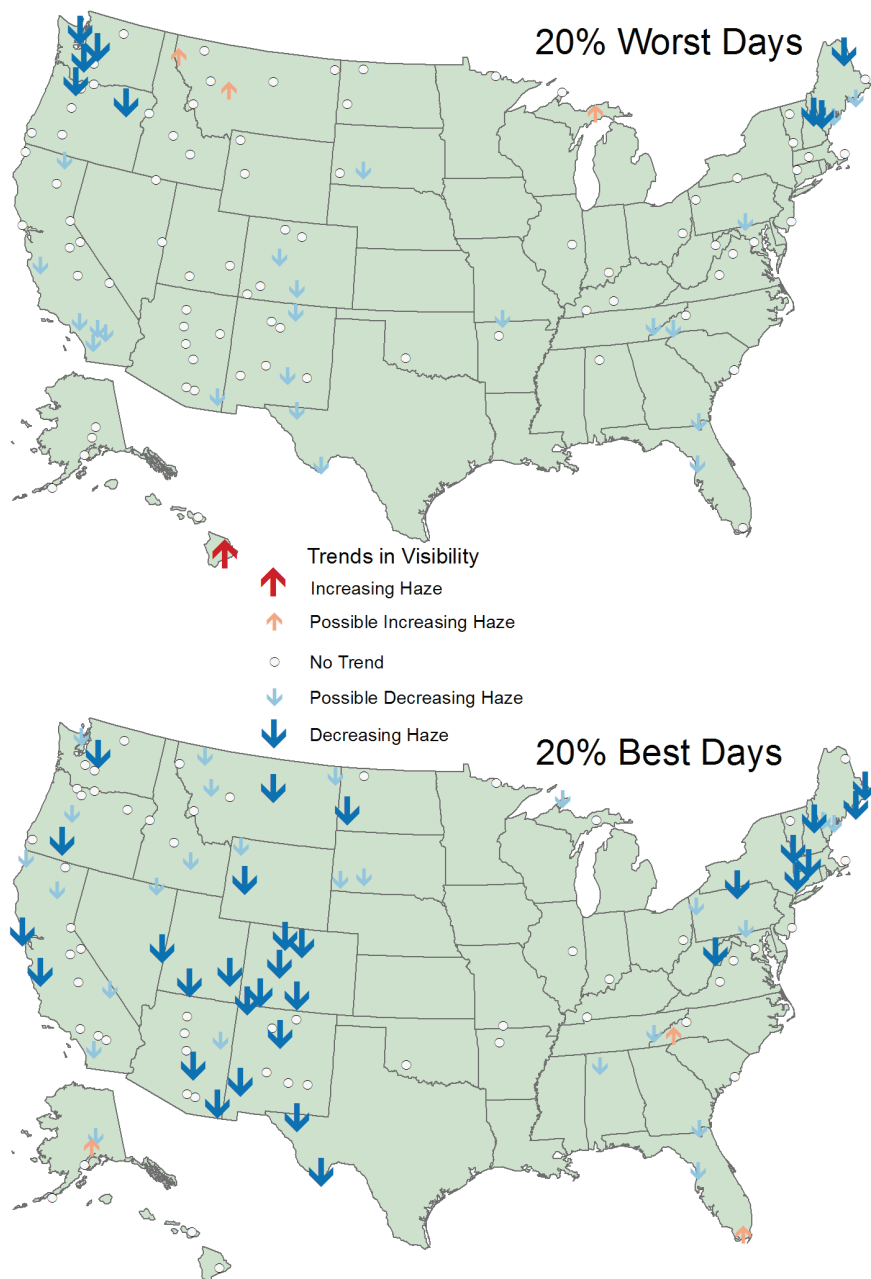 20% Worst Days
Trends in Visibility
Increasing Haze
Possible Increasing Haze
No Trend
Possible Decreasing Haze
Decreasing Haze
20% Best Days